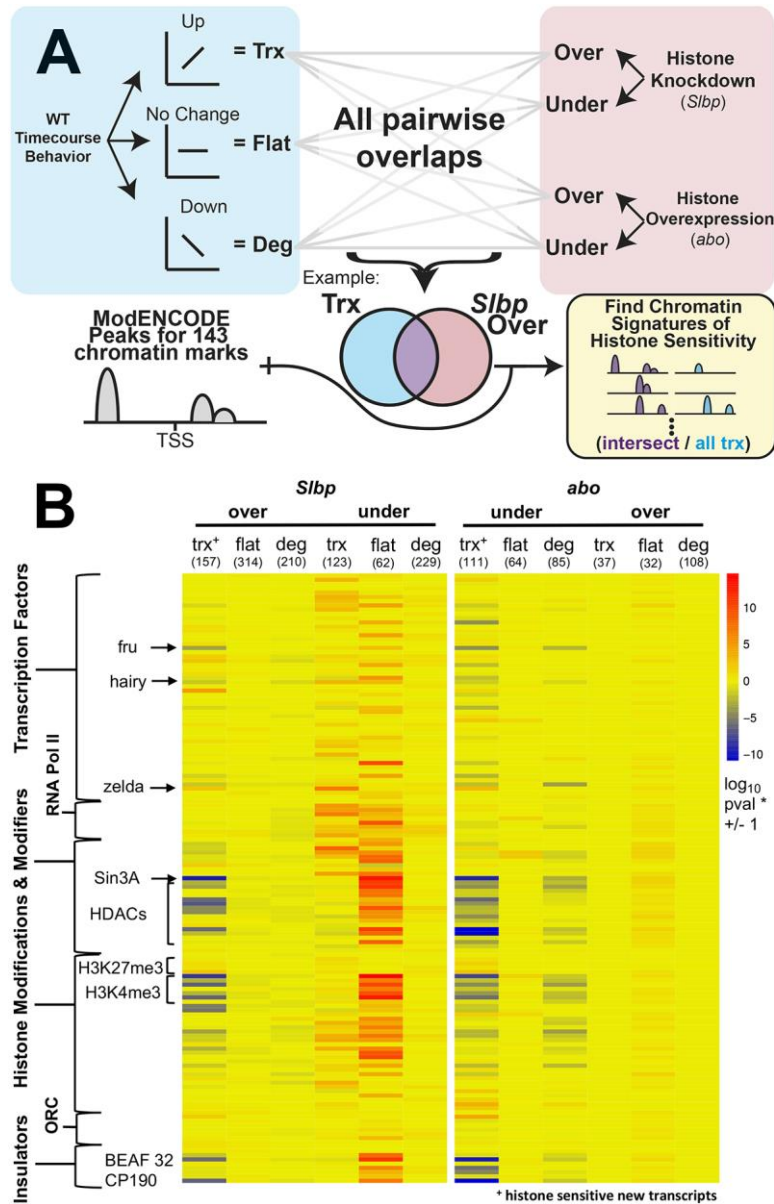 A
Up
= Trx
No Change
WT
Timecourse
Behavior
= Flat
Down
= Deg
All pairwise
overlaps
Over
Under
Histone
Knockdown
(Slbp)
Over
Under
Histone
Overexpression
(abo)
Example:
Trx
Slbp
Over
ModENCODE
Peaks for 143
chromatin marks
TSS
Find Chromatin
Signatures of
Histone Sensitivity
(intersect / all trx)
B
Slbp
abo
over
under
under
over
trx+ flat deg trx flat deg trx+ flat deg trx flat deg
(157) (314) (210) (123) (62) (229) (111) (64) (85) (37) (32) (108)
Transcription Factors
fru
hairy
zelda
RNA Pol II
Histone Modifications & Modifiers
Sin3A
HDACs
H3K27me3
H3K4me3
ORC
Insulators
BEAF 32
CP190
10
5
0
−5
−10
log10
pval *
+/- 1
+ histone sensitive new transcripts